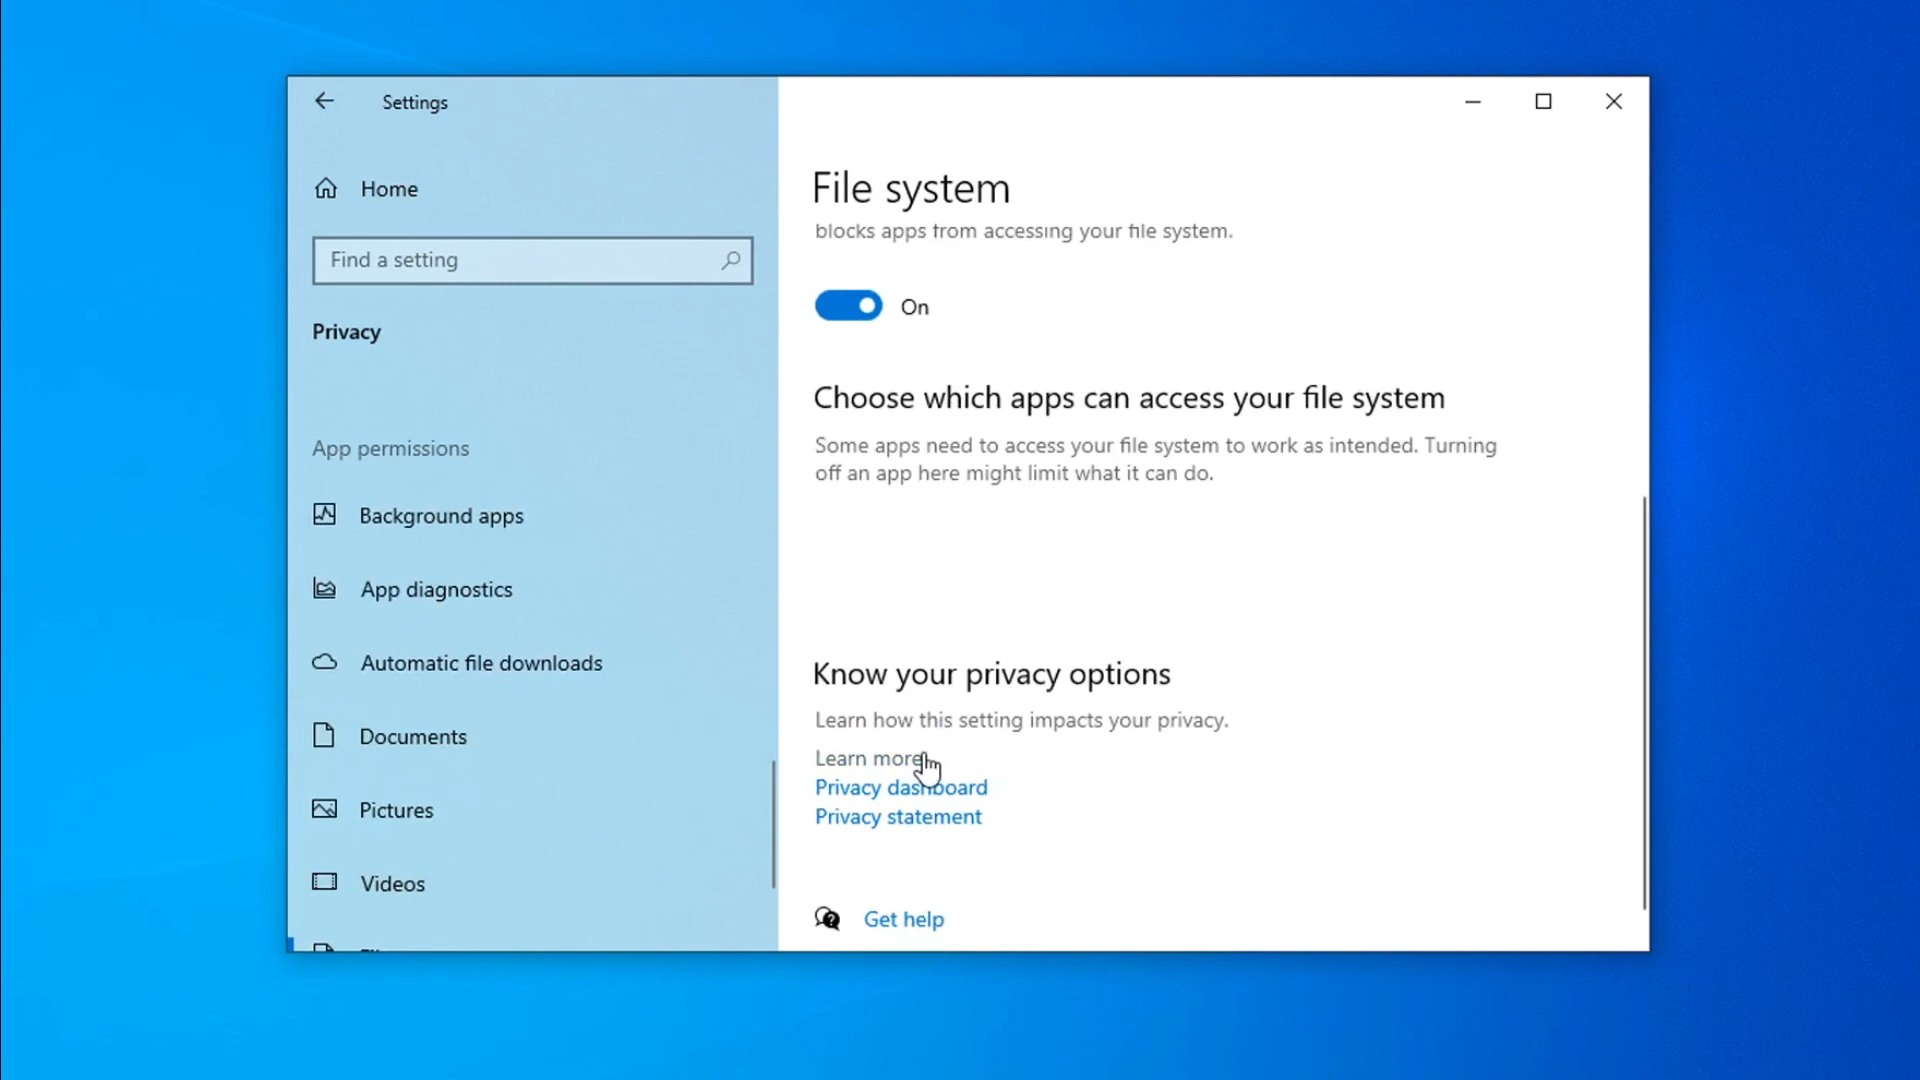 Settings
Home
Find a setting
Privacy
App permissions
Background apps
App diagnostics
Automatic file downloads
Documents
Pictures
Videos
File system
blocks apps from accessing your file system.
On
Choose which apps can access your file system
Some apps need to access your file system to work as intended. Turning
off an app here might limit what it can do.
Know your privacy options
Learn how this setting impacts your privacy.
Learn more
Privacy dashboard
Privacy statement
Get help